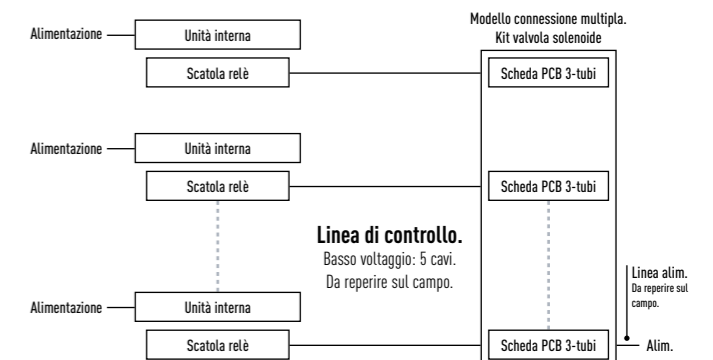 Modello connessione multipla.
Kit valvola solenoide
Alimentazione
Unità interna
Scatola relè
Scheda PCB 3-tubi
Alimentazione
Unità interna
Scatola relè
Scheda PCB 3-tubi
Linea di controllo.
Basso voltaggio: 5 cavi.
Da reperire sul campo.
Linea alim.
Da reperire sul
campo.
Alimentazione
Unità interna
Scatola relè
Scheda PCB 3-tubi
Alim.